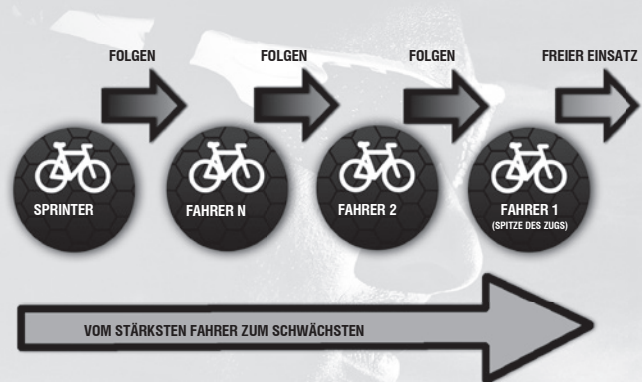 FOLGEN FOLGEN FOLGEN FREIER EINSATZ
SPRINTER FAHRER N FAHRER 2 FAHRER 1
(SPITZE DES ZUGS)
VOM STÄRKSTEN FAHRER ZUM SCHWÄCHSTEN